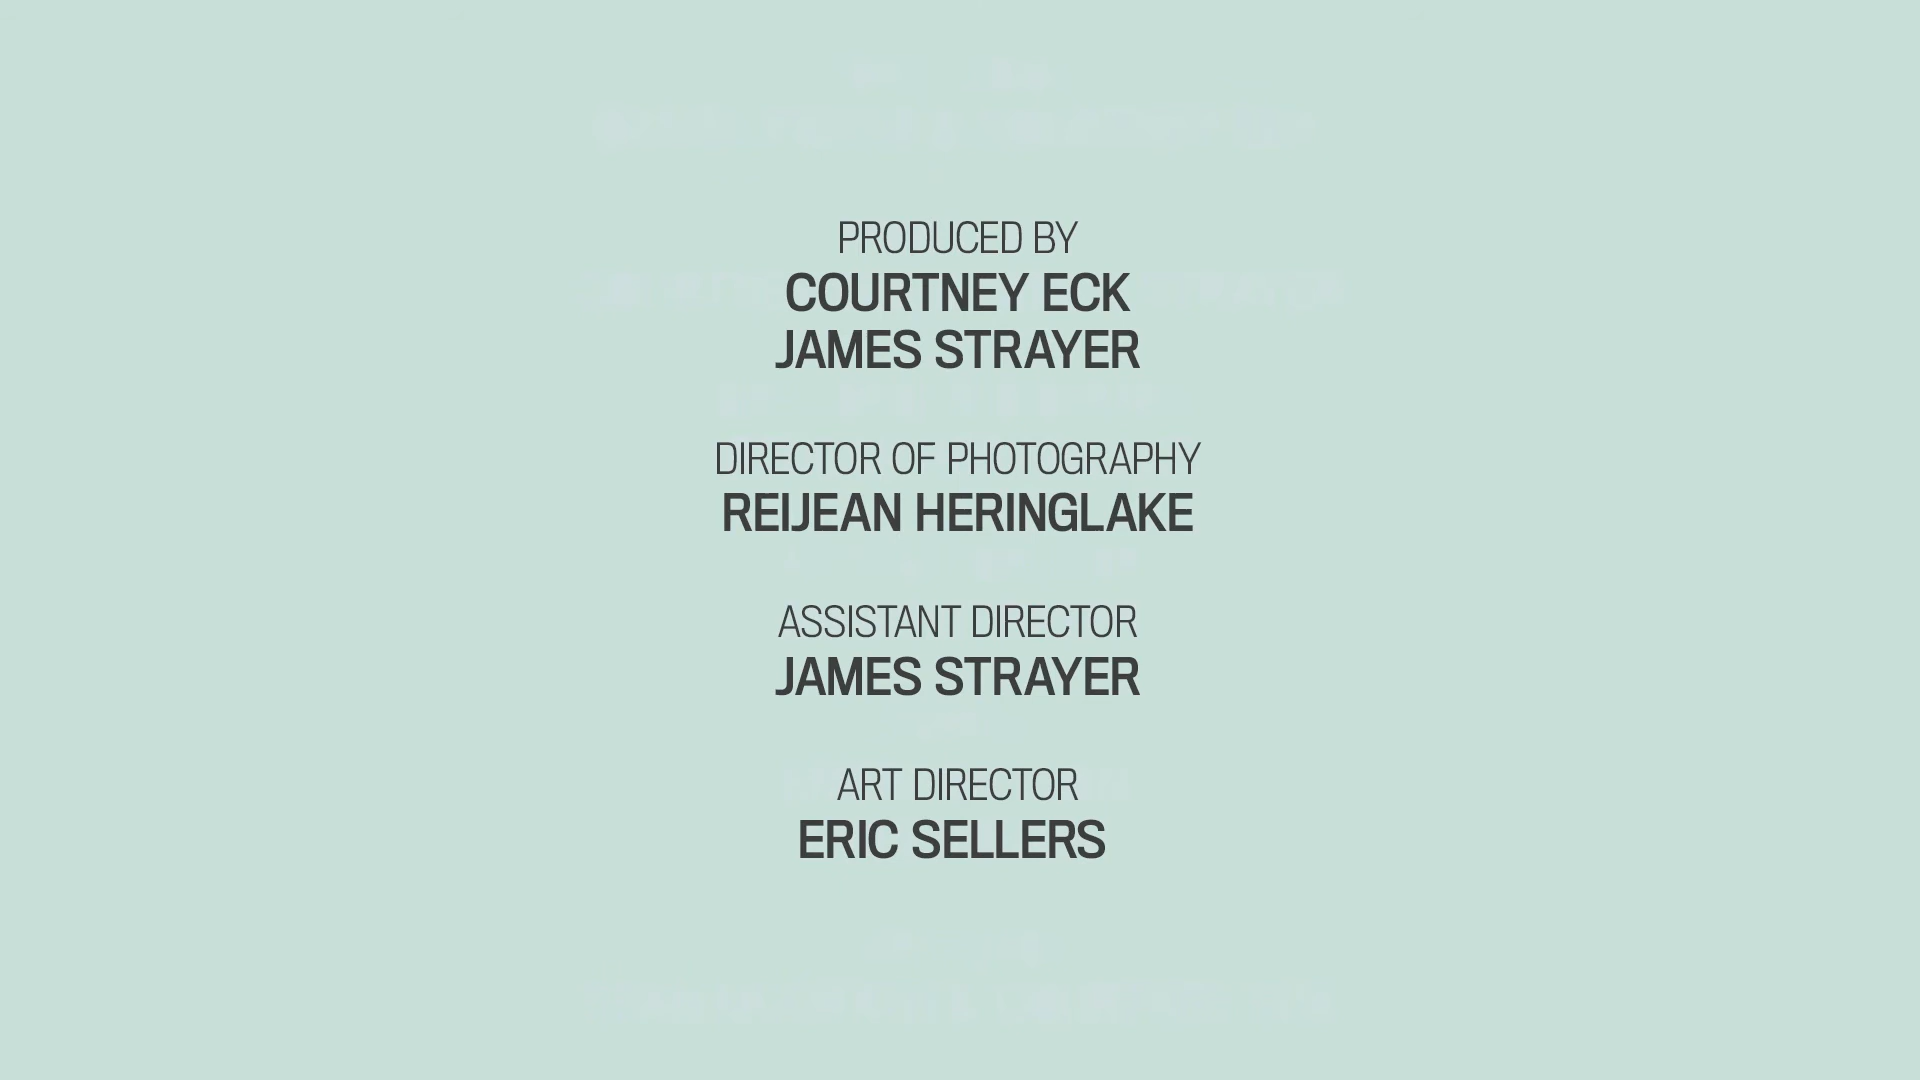 PRODUCED BY
COURTNEY ECK
JAMES STRAYER
DIRECTOR OF PHOTOGRAPHY
REIJEAN HERINGLAKE
ASSISTANT DIRECTOR
JAMES STRAYER
ART DIRECTOR
ERIC SELLERS